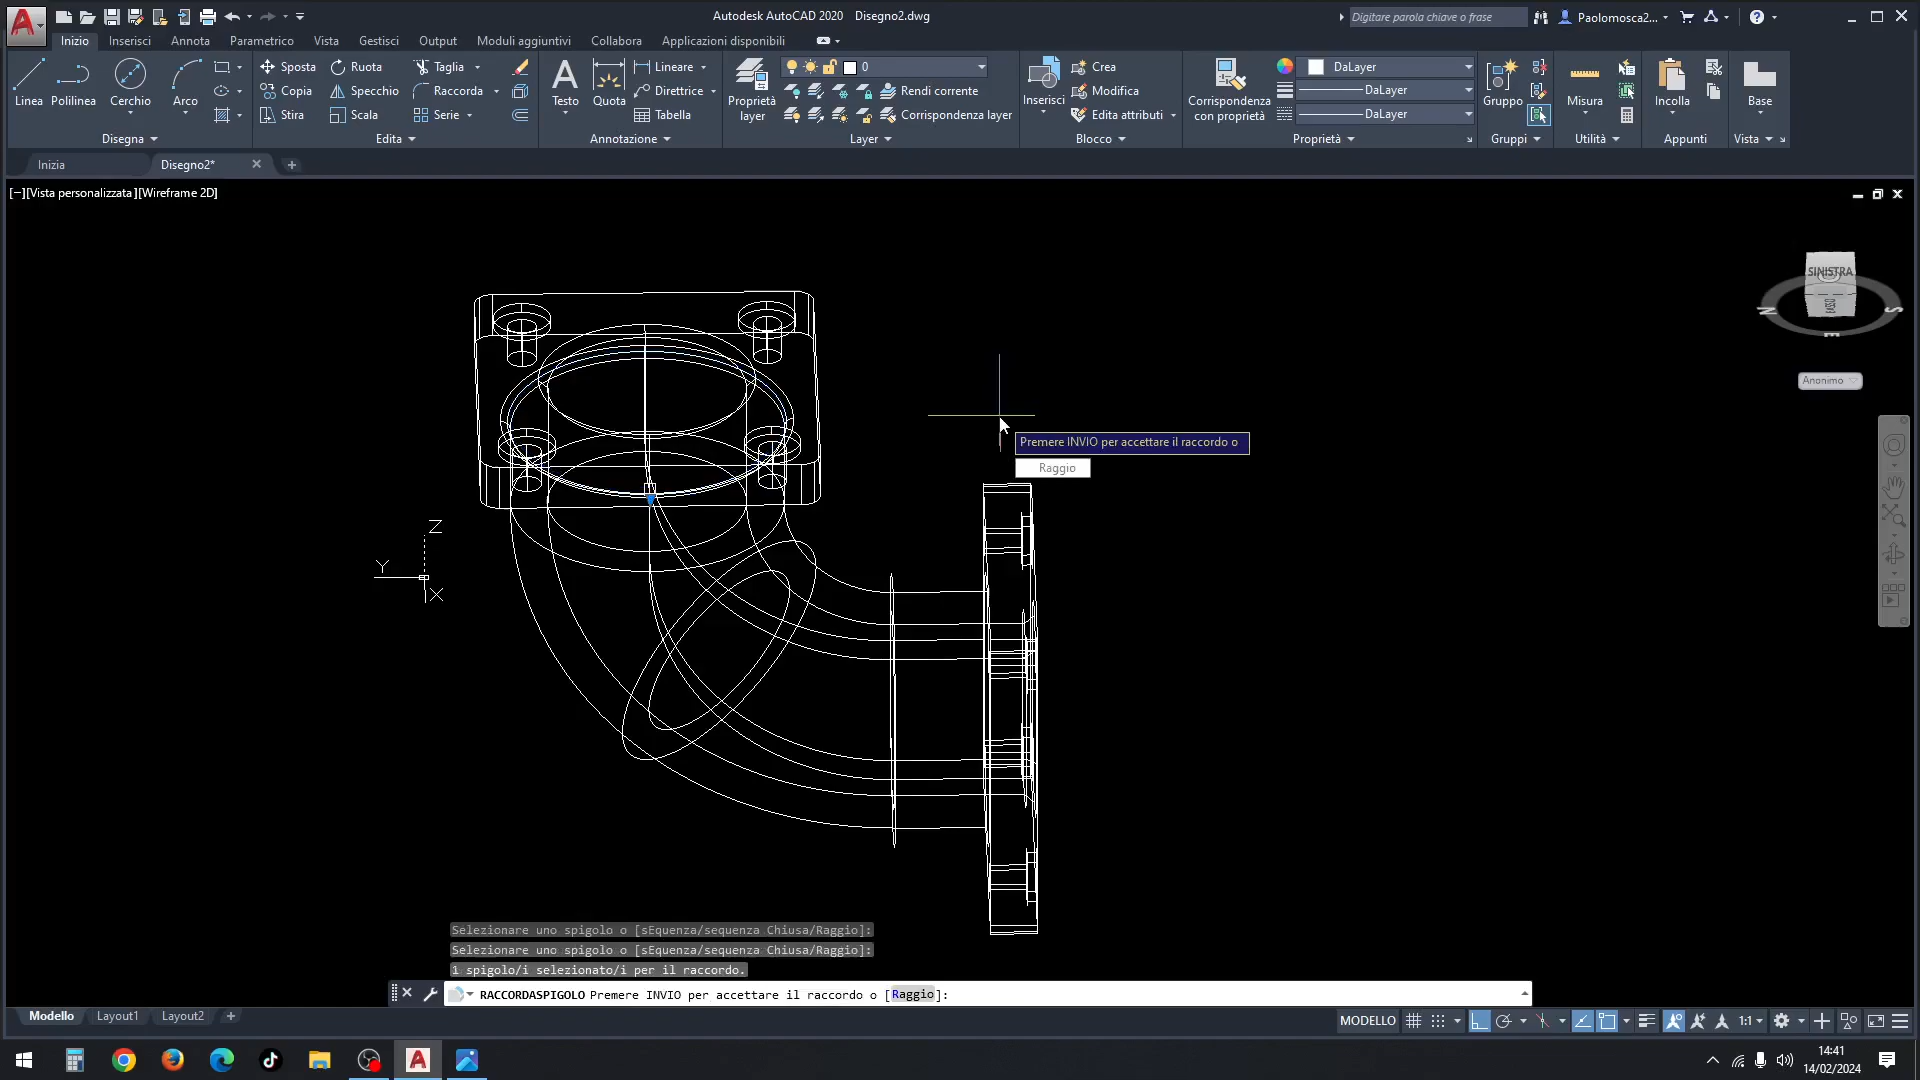 Autodesk AutoCAD 2020 Disegno2.dwg
Digitare parola chiave o frase
Paolomosca2...
Inizio Inserisci Annota Parametrico Vista Gestisci Output Moduli aggiuntivi Collabora Applicazioni disponibili
Linea Polilinea Cerchio Arco
Sposta Ruota Taglia
Copia Specchio Raccorda
Stira Scala Serie
Testo Quota
Lineare
Direttrice
Tabella
Proprietà layer
0
Rendi corrente
Corrispondenza layer
Inserisci
Crea
Modifica
Edita attributi
Corrispondenza con proprietà
DaLayer
DaLayer
DaLayer
Gruppo
Misura
Incolla
Base
Disegna Edita Annotazione Layer Blocco Proprietà Gruppi Utilità Appunti Vista
Inizia Disegno2*
[−][Vista personalizzata][Wireframe 2D]
SINISTRA
BASSO
N
S
E
Anonimo
Premere INVIO per accettare il raccordo o
Raggio
Z
Y
X
Selezionare uno spigolo o [sEquenza/sequenza Chiusa/Raggio]:
Selezionare uno spigolo o [sEquenza/sequenza Chiusa/Raggio]:
1 spigolo/i selezionato/i per il raccordo.
RACCORDASPIGOLO Premere INVIO per accettare il raccordo o [Raggio]:
Modello Layout1 Layout2
MODELLO
1:1
14:41
14/02/2024